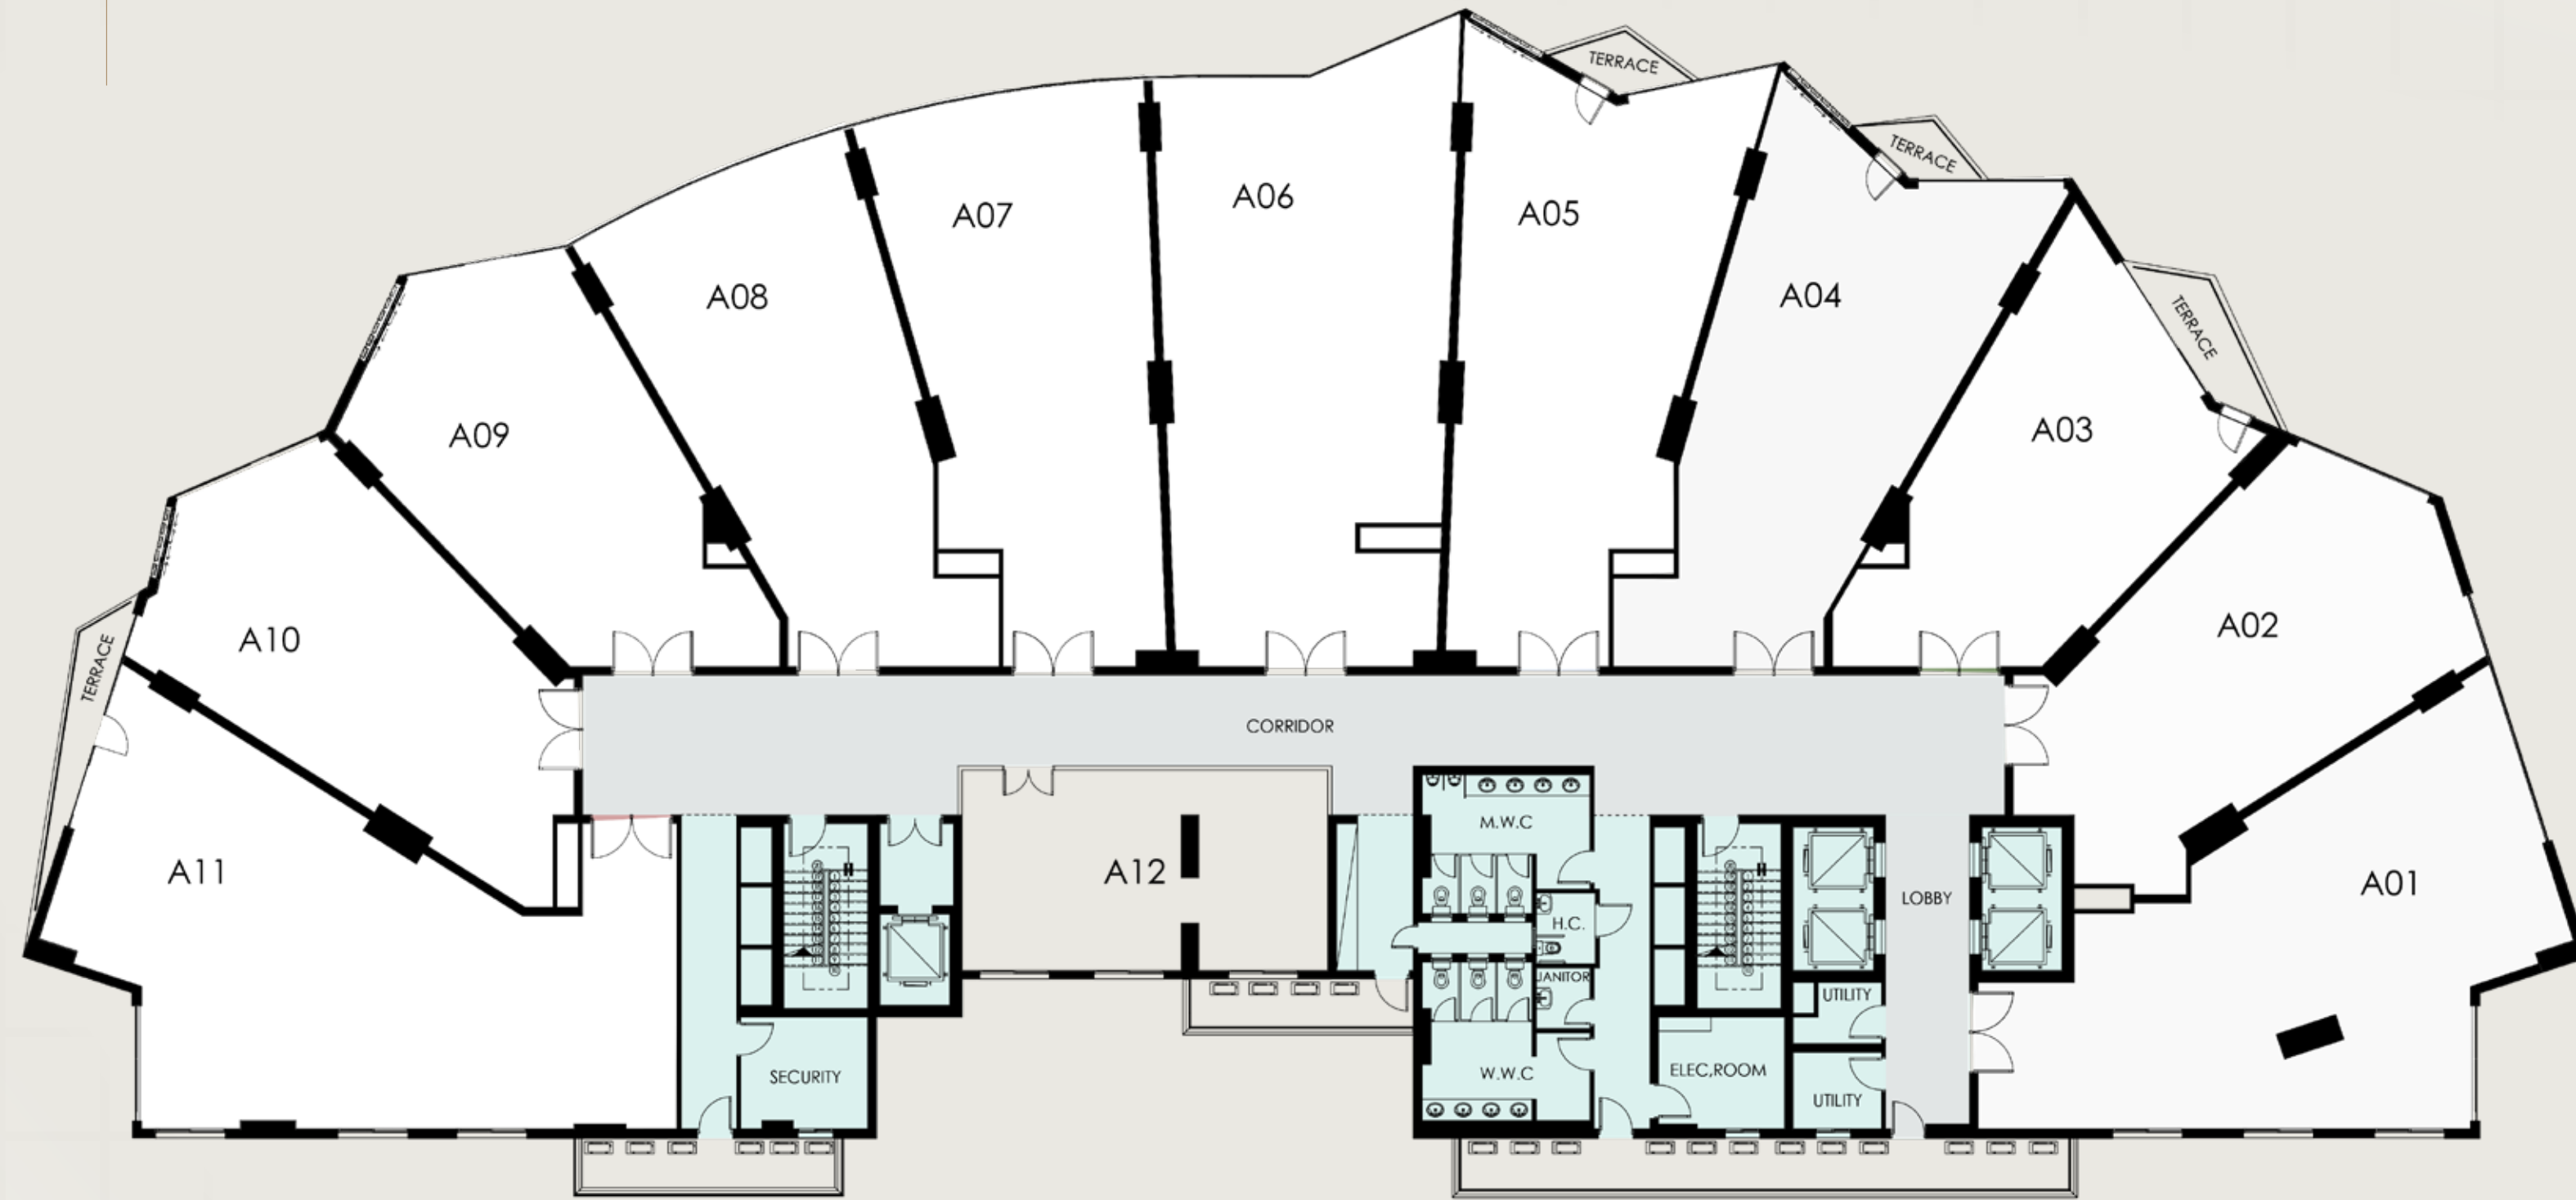 TERRACE
TERRACE
A07
A06
A05
A08
A04
TERRACE
A09
A03
A10
A02
TERRACE
CORRIDOR
M.W.C
A11
A12
A01
LOBBY
H.C.
JANITOR
UTILITY
SECURITY
W.W.C
ELEC,ROOM
UTILITY